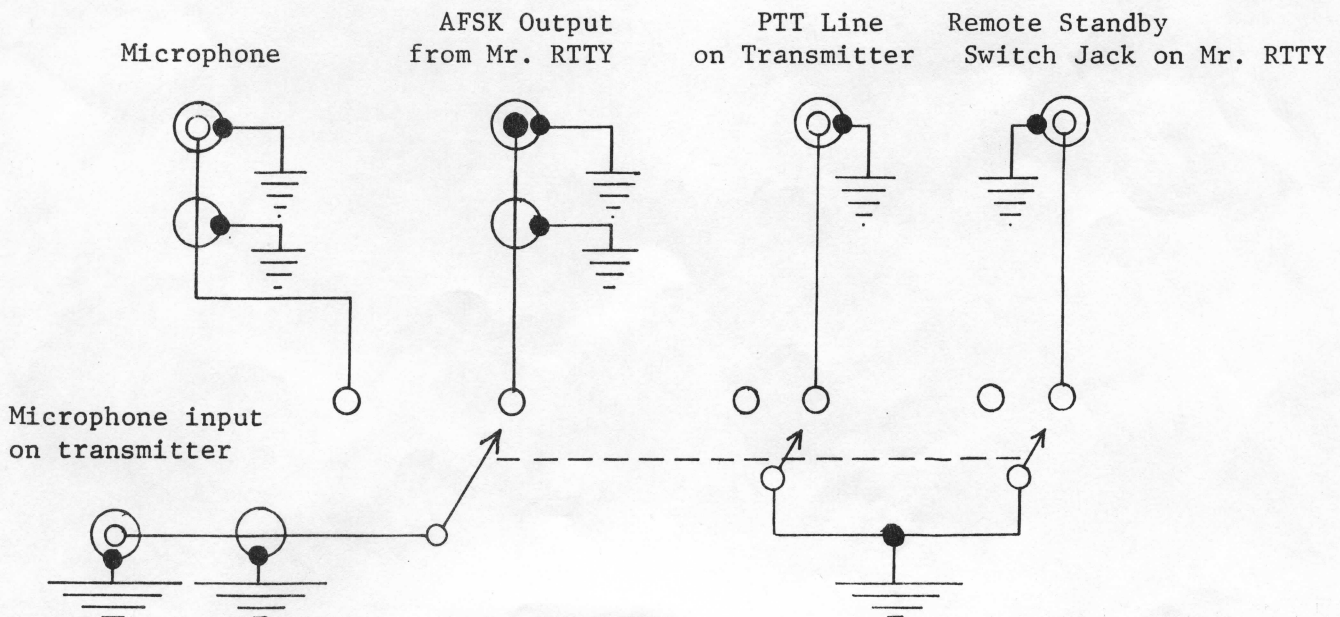 Microphone
AFSK Output
from Mr. RTTY
PTT Line
on Transmitter
Remote Standby
Switch Jack on Mr. RTTY
Microphone input
on transmitter